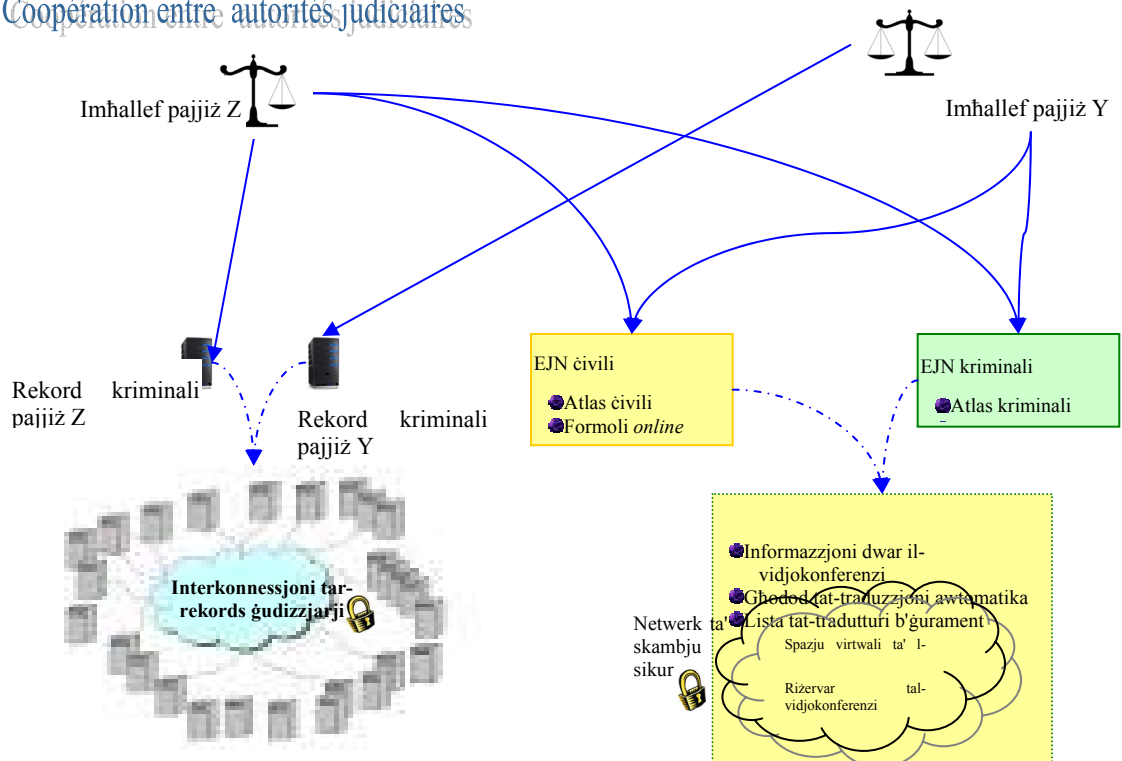 Coopération entre autorités judiciaires
Imħallef pajjiż Z
Imħallef pajjiż Y
Rekord kriminali
pajjiż Z
Rekord kriminali
pajjiż Y
EJN ċivili
Atlas ċivili
Formoli online
EJN kriminali
Atlas kriminali
Interkonnessjoni tar-
rekords ġudizzjarji
Informazzjoni dwar il-
vidjokonferenzi
Għodod tat-traduzzjoni awtomatika
Lista tat-tradutturi b'ġurament
Netwerk ta'
skambju
sikur
Spazju virtwali ta' l-
Riżervar tal-
vidjokonferenzi